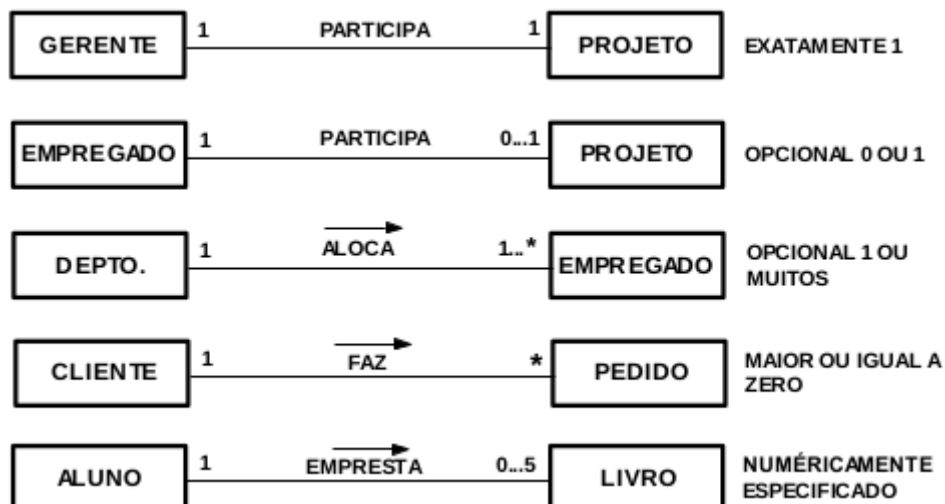 GERENTE 1 PARTICIPA 1 PROJETO EXATAMENTE 1
EMPREGADO 1 PARTICIPA 0...1 PROJETO OPCIONAL 0 OU 1
DEPTO. 1 ALOCA 1...* EMPREGADO OPCIONAL 1 OU
MUITOS
CLIENTE 1 FAZ * PEDIDO MAIOR OU IGUAL A
ZERO
ALUNO 1 EMPRESTA 0...5 LIVRO NUMÉRICAMENTE
ESPECIFICADO